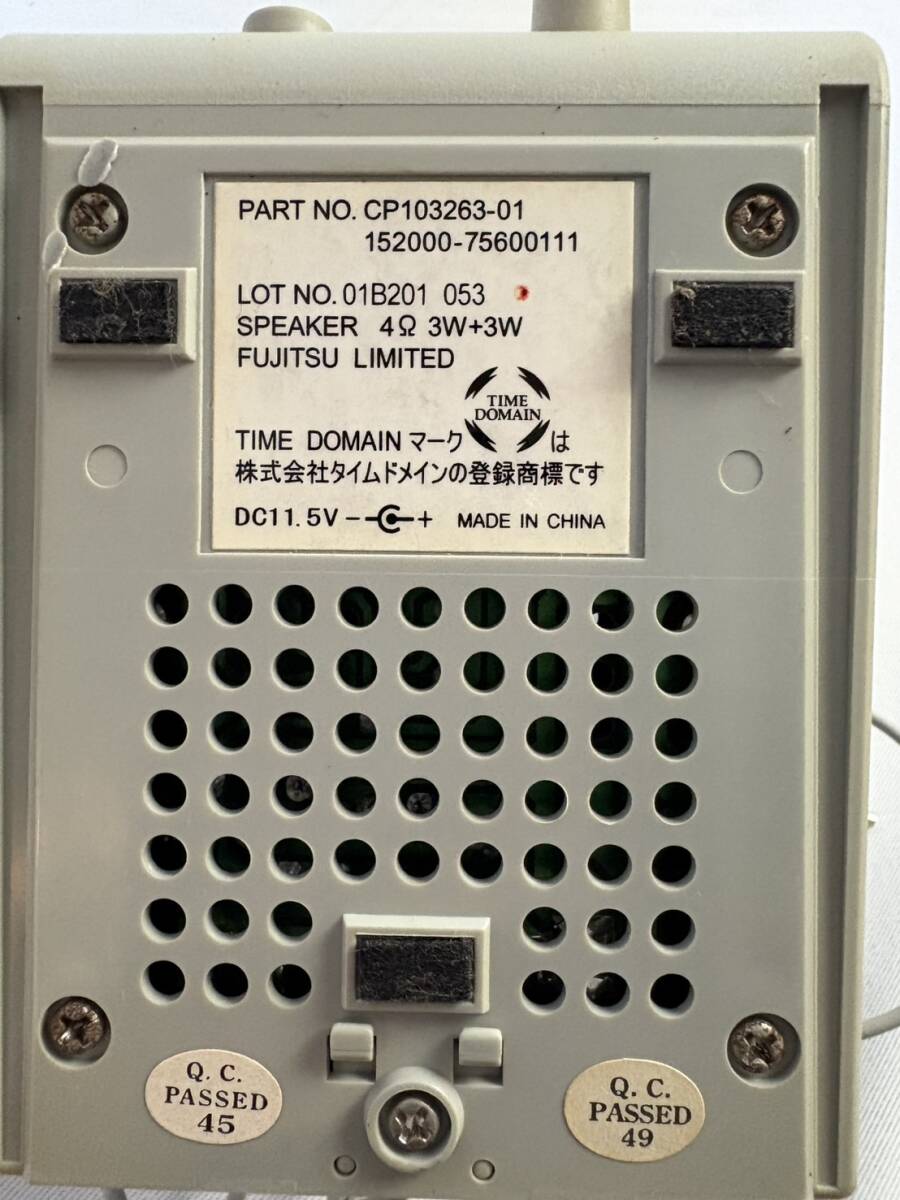 PART NO. CP103263-01
152000-75600111
LOT NO. 01B201 053
SPEAKER 4Ω 3W+3W
FUJITSU LIMITED
TIME
DOMAIN
TIME DOMAIN マーク は
株式会社タイムドメインの登録商標です
DC11.5V - + MADE IN CHINA
Q. C.
PASSED
45
Q. C.
PASSED
49